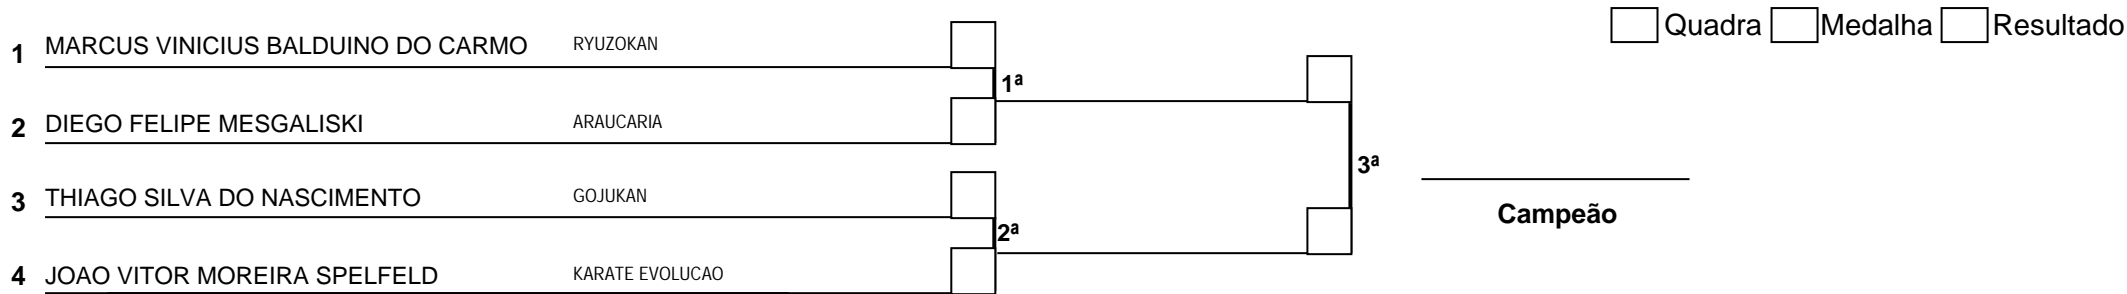 Quadra Medalha Resultado
1 MARCUS VINICIUS BALDUINO DO CARMO RYUZOKAN
1ª
2 DIEGO FELIPE MESGALISKI ARAUCARIA
3ª
3 THIAGO SILVA DO NASCIMENTO GOJUKAN
Campeão
2ª
4 JOAO VITOR MOREIRA SPELFELD KARATE EVOLUCAO